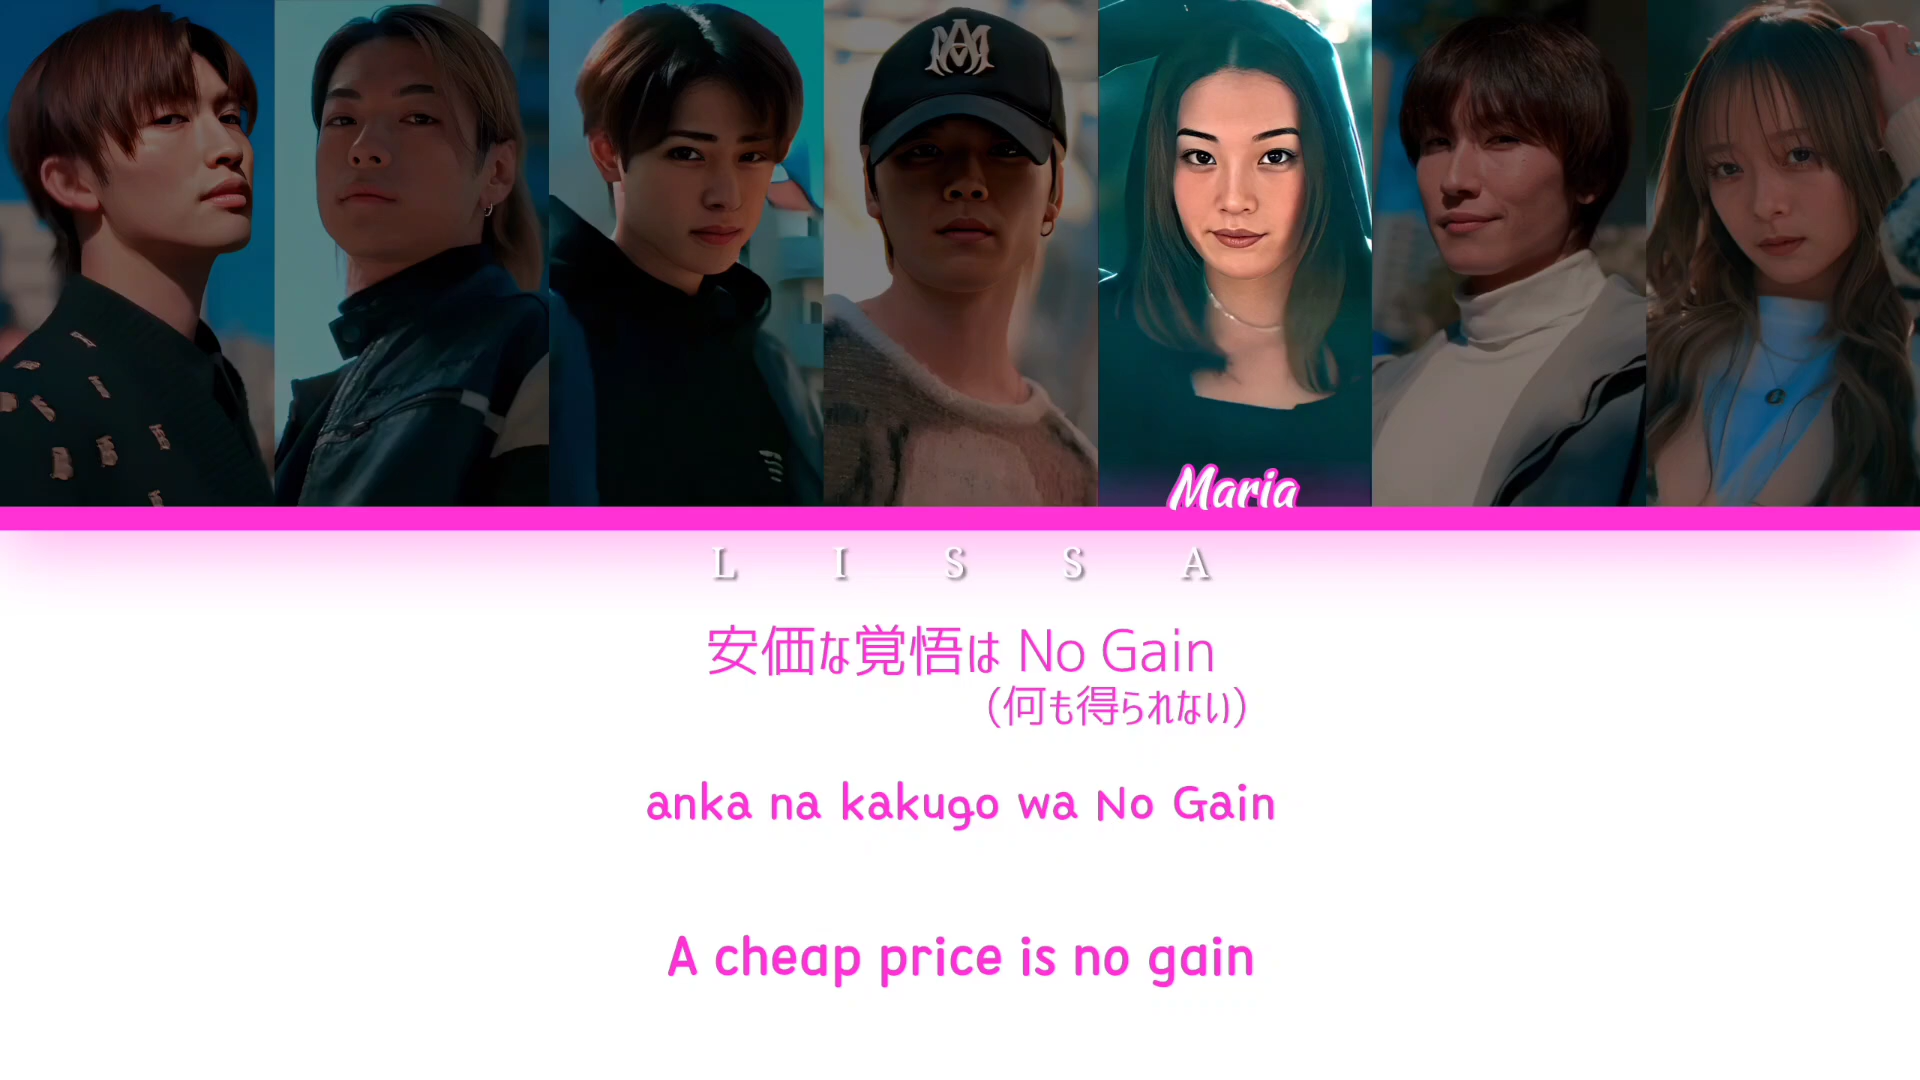 Maria
L I S S A
安価な覚悟は No Gain
(何も得られない)
anka na kakugo wa No Gain
A cheap price is no gain